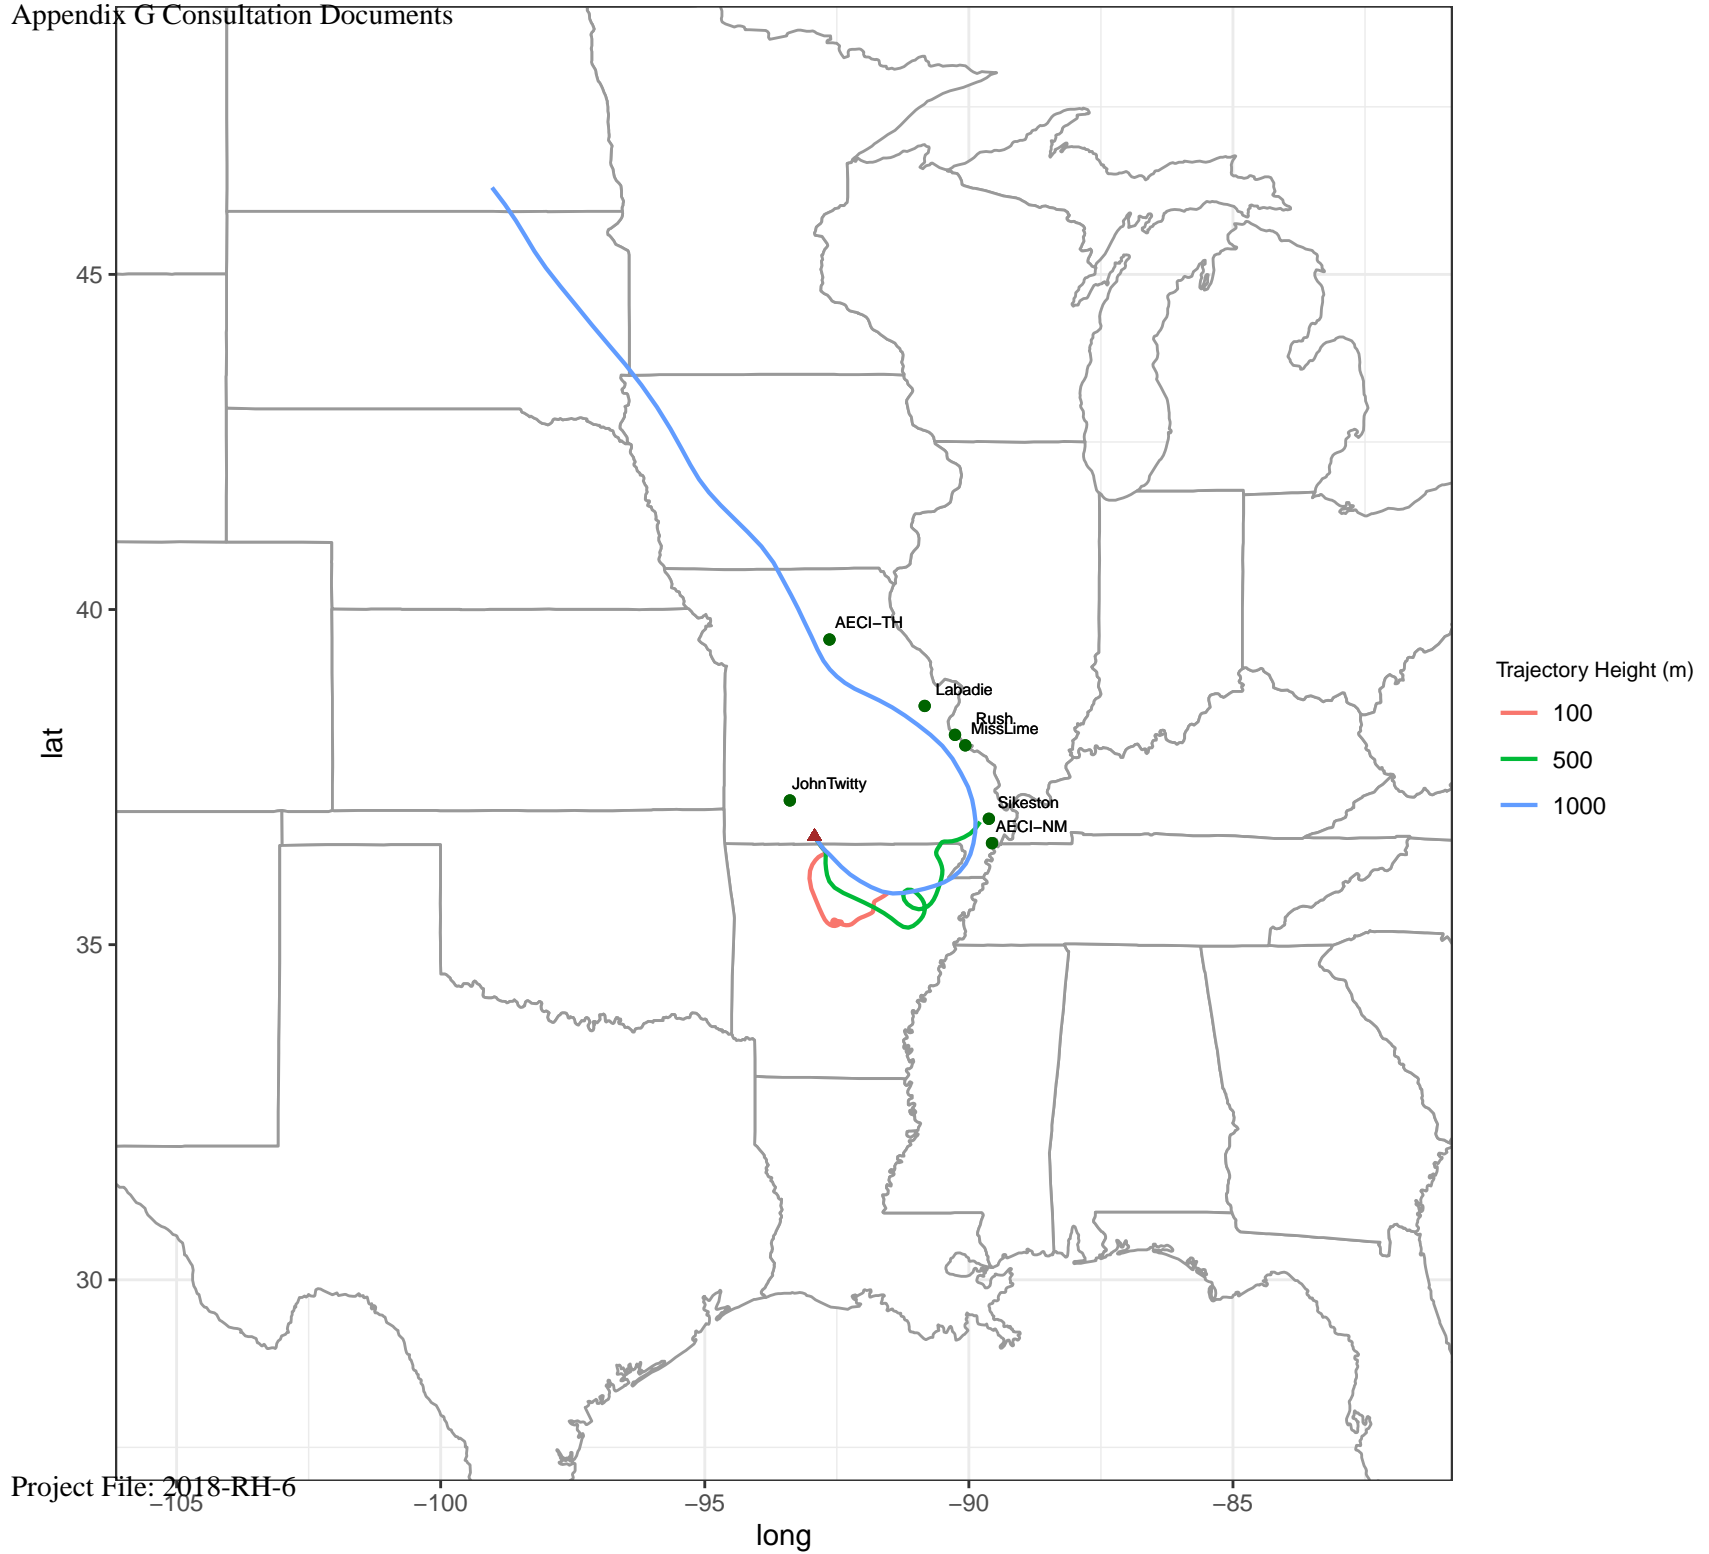 Appendix G Consultation Documents
45
40
35
30
lat
AECI−TH
Labadie
Rush
MissLime
JohnTwitty
Sikeston
AECI−NM
Trajectory Height (m)
100
500
1000
Project File: 2018-RH-6
−105
−100
−95
−90
−85
long